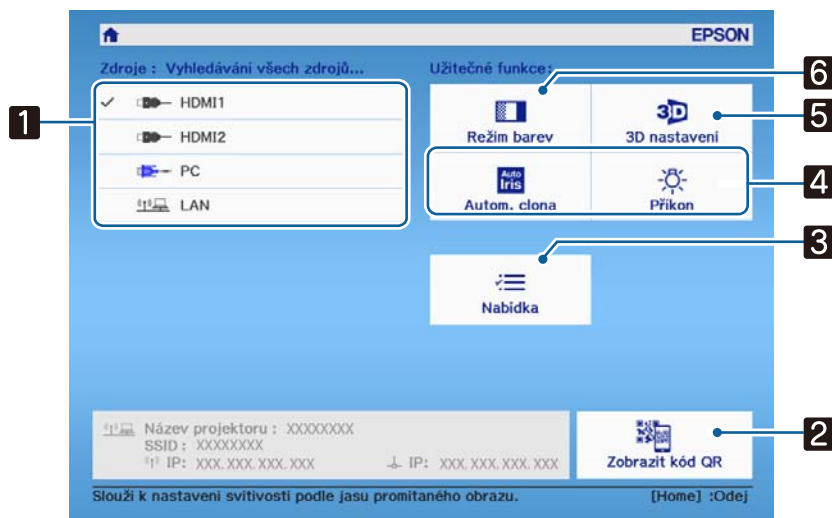 EPSON
Zdroje : Vyhledávání všech zdrojů...
HDMI1
HDMI2
PC
LAN
1
Užitečné funkce:
Režim barev
3D
3D nastavení
Auto
Iris
Autom. clona
Příkon
Nabídka
6
5
4
3
Název projektoru : XXXXXXXX
SSID : XXXXXXXX
IP: XXX.XXX.XXX.XXX
IP: XXX.XXX.XXX.XXX
Zobrazit kód QR
2
Slouží k nastavení svítivosti podle jasu promítaného obrazu.
[Home] :Odej